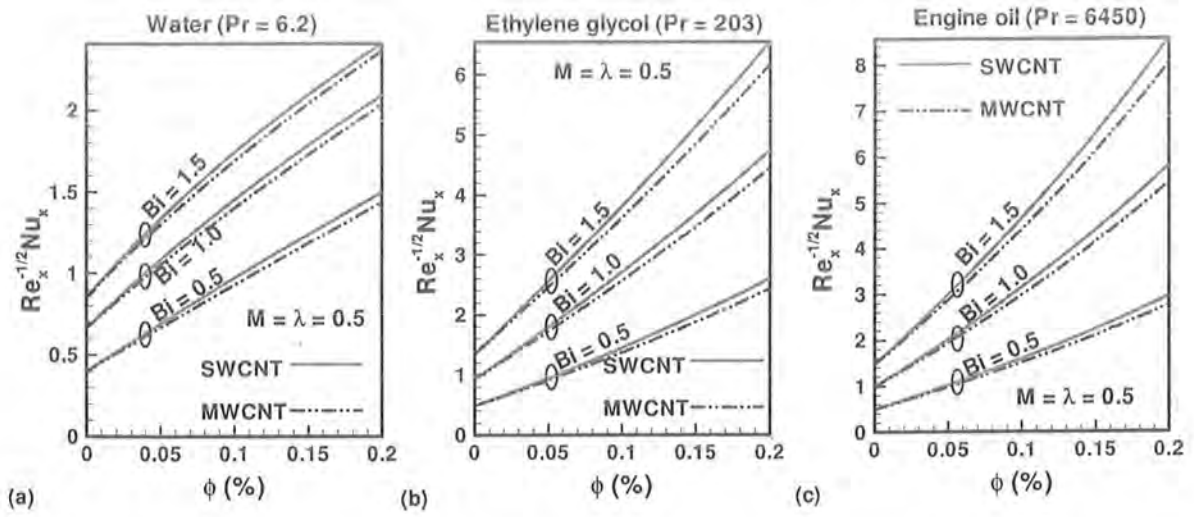 Water (Pr = 6.2)
2
1.5
1
0.5
0
Re_x^{-1/2}Nu_x
Bi = 1.5
Bi = 1.0
Bi = 0.5
M = λ = 0.5
SWCNT
MWCNT
0 0.05 0.1 0.15 0.2
ϕ (%)
(a)
Ethylene glycol (Pr = 203)
M = λ = 0.5
6
5
4
3
2
1
0
Re_x^{-1/2}Nu_x
Bi = 1.5
Bi = 1.0
Bi = 0.5
SWCNT
MWCNT
0 0.05 0.1 0.15 0.2
ϕ (%)
(b)
Engine oil (Pr = 6450)
SWCNT
MWCNT
8
7
6
5
4
3
2
1
0
Re_x^{-1/2}Nu_x
Bi = 1.5
Bi = 1.0
Bi = 0.5
M = λ = 0.5
0 0.05 0.1 0.15 0.2
ϕ (%)
(c)